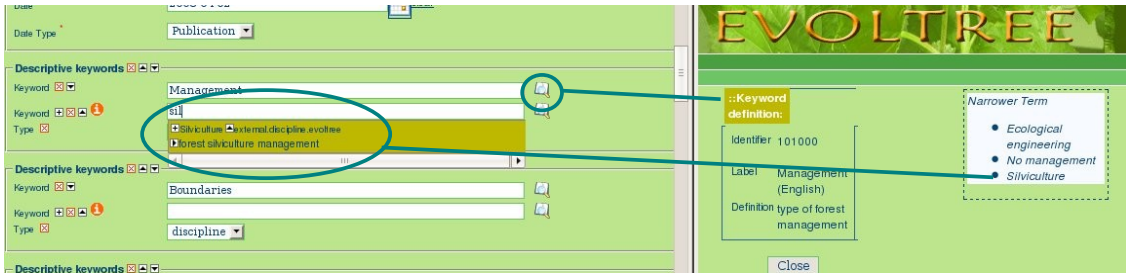 Date
Date Type * Publication
Descriptive keywords
Keyword Management
Keyword sil
Type
Silviculture external.discipline.evoltree
forest silviculture management
Descriptive keywords
Keyword Boundaries
Keyword
Type discipline
Descriptive keywords
EVOLTREE
::Keyword
definition:
Identifier 101000
Label Management
(English)
Definition type of forest
management
Narrower Term
Ecological
engineering
No management
Silviculture
Close